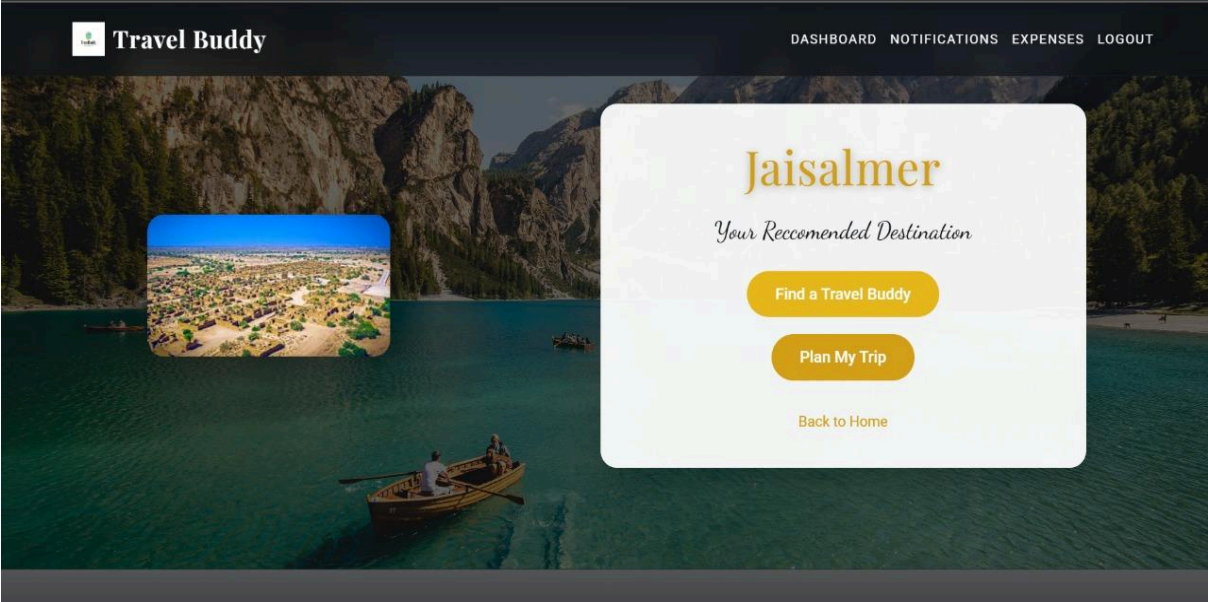 Travel Buddy
DASHBOARD NOTIFICATIONS EXPENSES LOGOUT
Jaisalmer
Your Reccomended Destination
Find a Travel Buddy
Plan My Trip
Back to Home